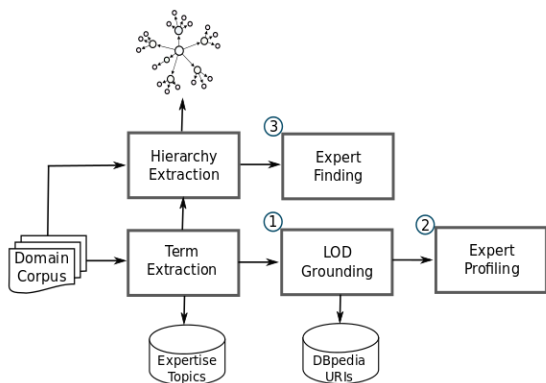 3
Hierarchy
Extraction
Expert
Finding
1
2
Domain
Corpus
Term
Extraction
LOD
Grounding
Expert
Profiling
Expertise
Topics
DBpedia
URIs